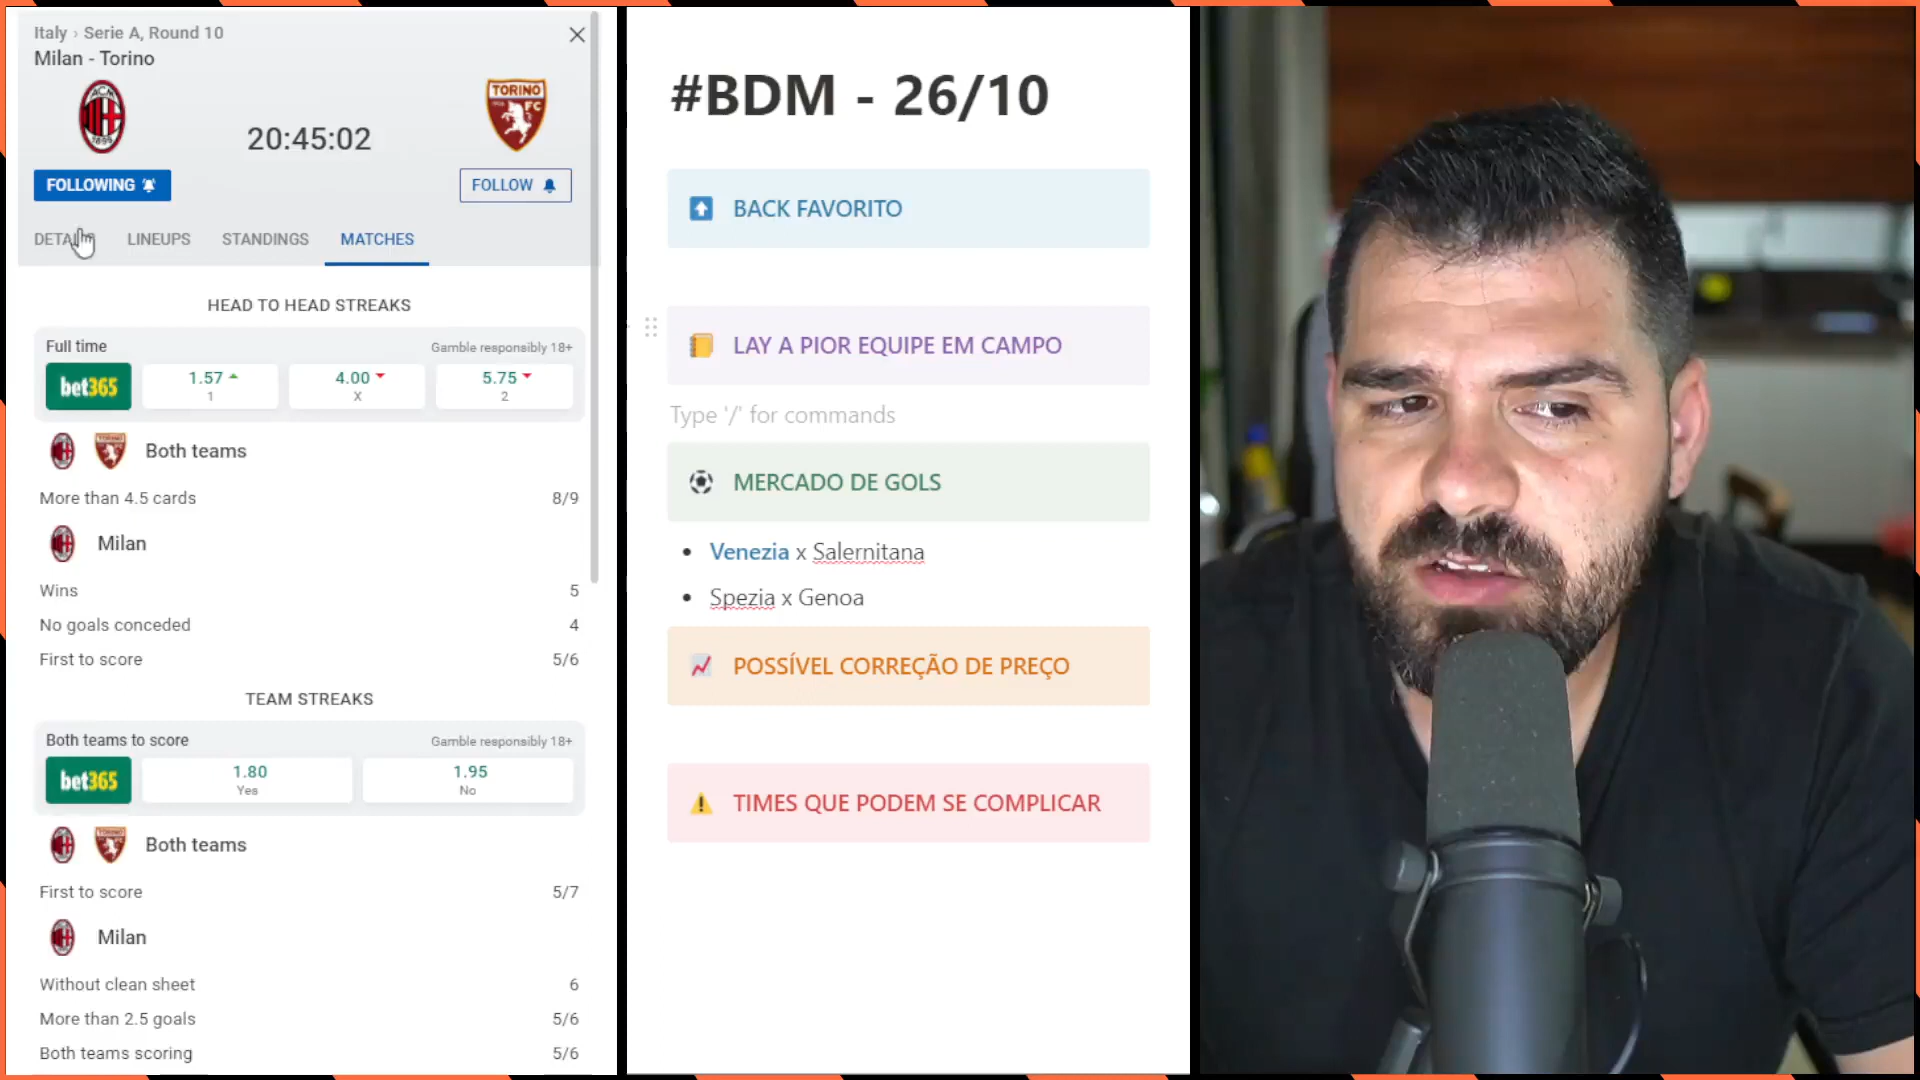 Italy › Serie A, Round 10
Milan - Torino
ACM
1899
20:45:02
TORINO
FC
FOLLOWING
FOLLOW
DETAILS
LINEUPS
STANDINGS
MATCHES
HEAD TO HEAD STREAKS
Full time
Gamble responsibly 18+
bet365
1.57
1
4.00
X
5.75
2
Both teams
More than 4.5 cards
8/9
Milan
Wins
5
No goals conceded
4
First to score
5/6
TEAM STREAKS
Both teams to score
Gamble responsibly 18+
bet365
1.80
Yes
1.95
No
Both teams
First to score
5/7
Milan
Without clean sheet
6
More than 2.5 goals
5/6
Both teams scoring
5/6
#BDM - 26/10
BACK FAVORITO
LAY A PIOR EQUIPE EM CAMPO
Type '/' for commands
MERCADO DE GOLS
• Venezia x Salernitana
• Spezia x Genoa
POSSÍVEL CORREÇÃO DE PREÇO
TIMES QUE PODEM SE COMPLICAR